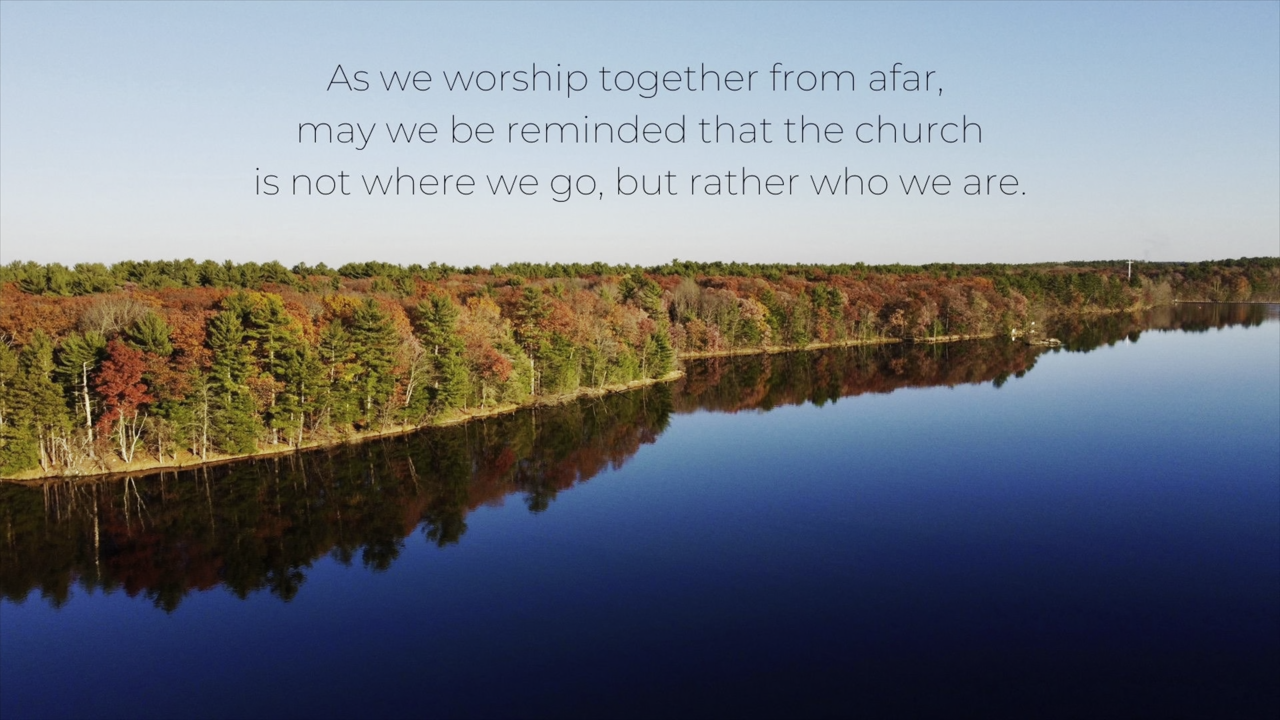 As we worship together from afar,
may we be reminded that the church
is not where we go, but rather who we are.